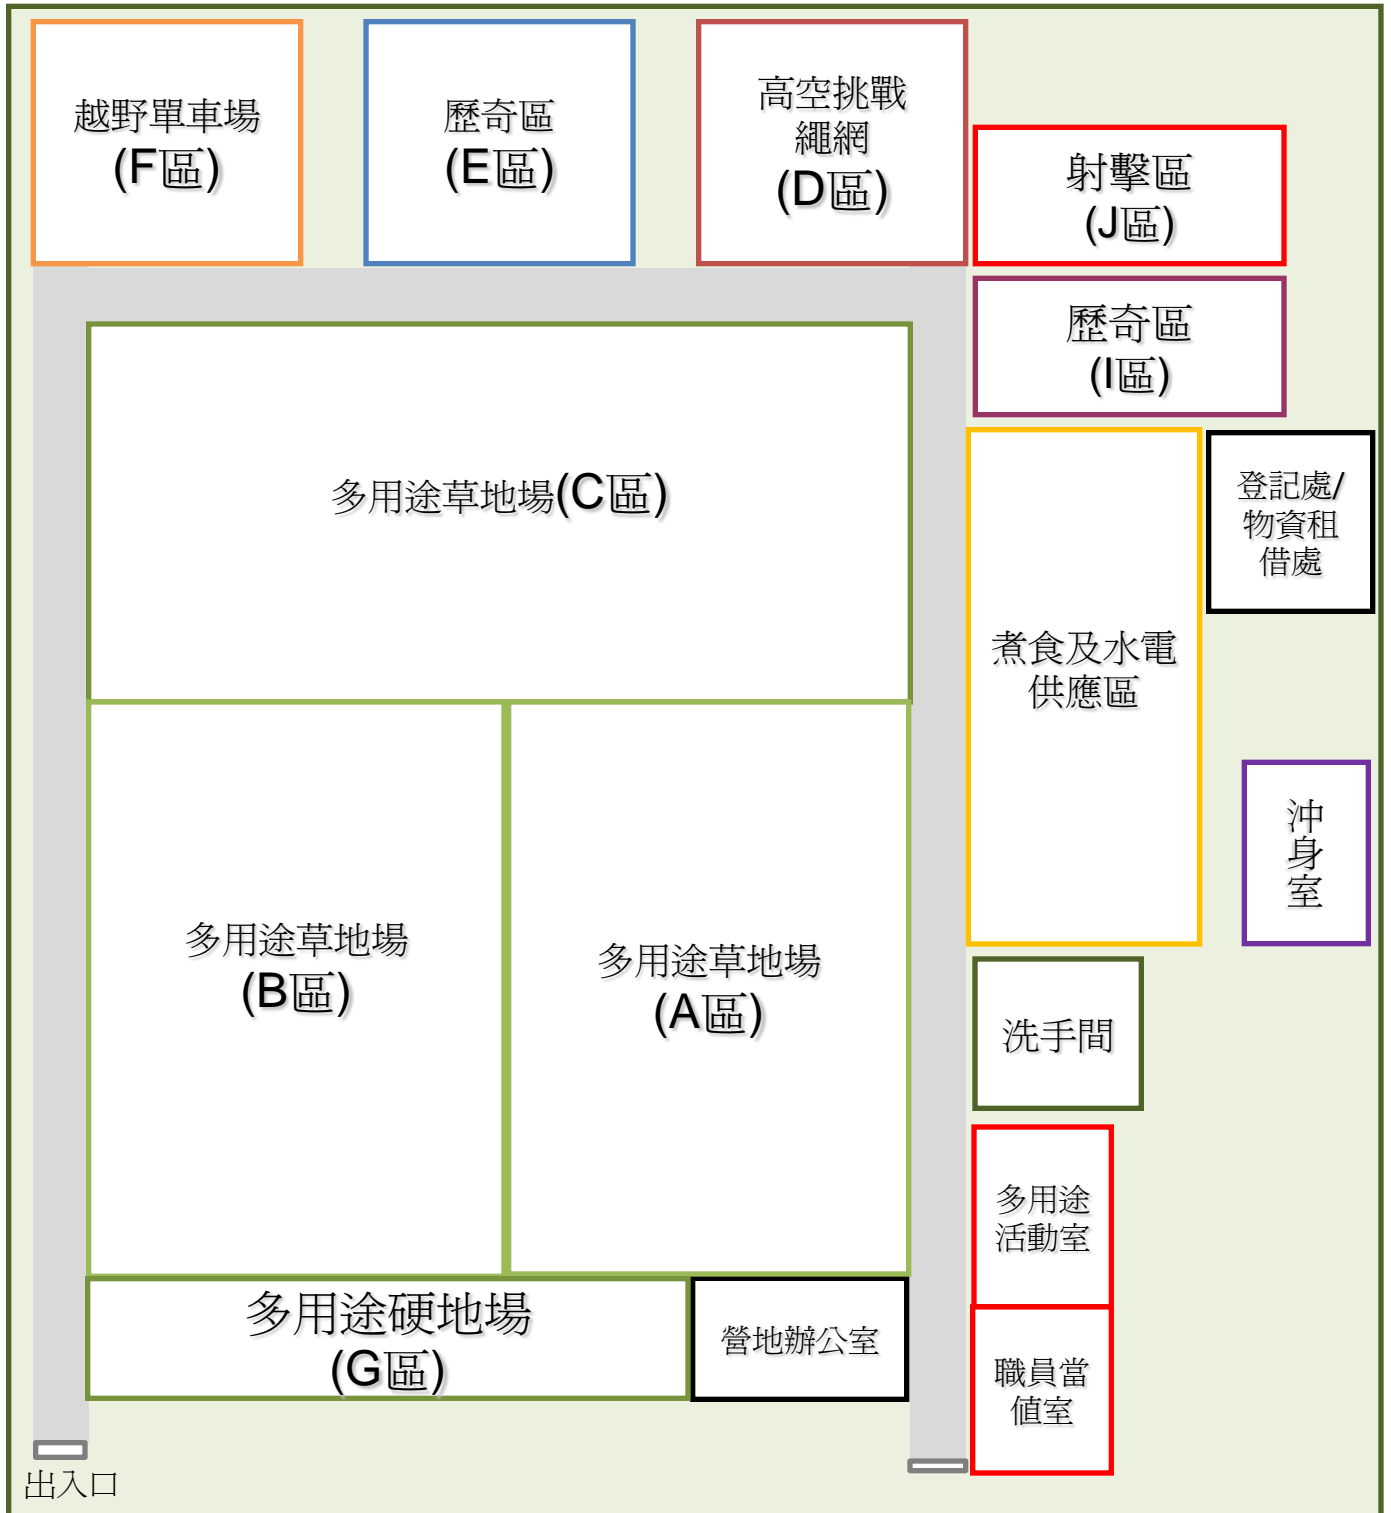 越野單車場
(F區)
歷奇區
(E區)
高空挑戰
繩網
(D區)
射擊區
(J區)
歷奇區
(I區)
多用途草地場(C區)
登記處/
物資租
借處
煮食及水電
供應區
沖
身
室
多用途草地場
(B區)
多用途草地場
(A區)
洗手間
多用途
活動室
多用途硬地場
(G區)
營地辦公室
職員當
值室
出入口